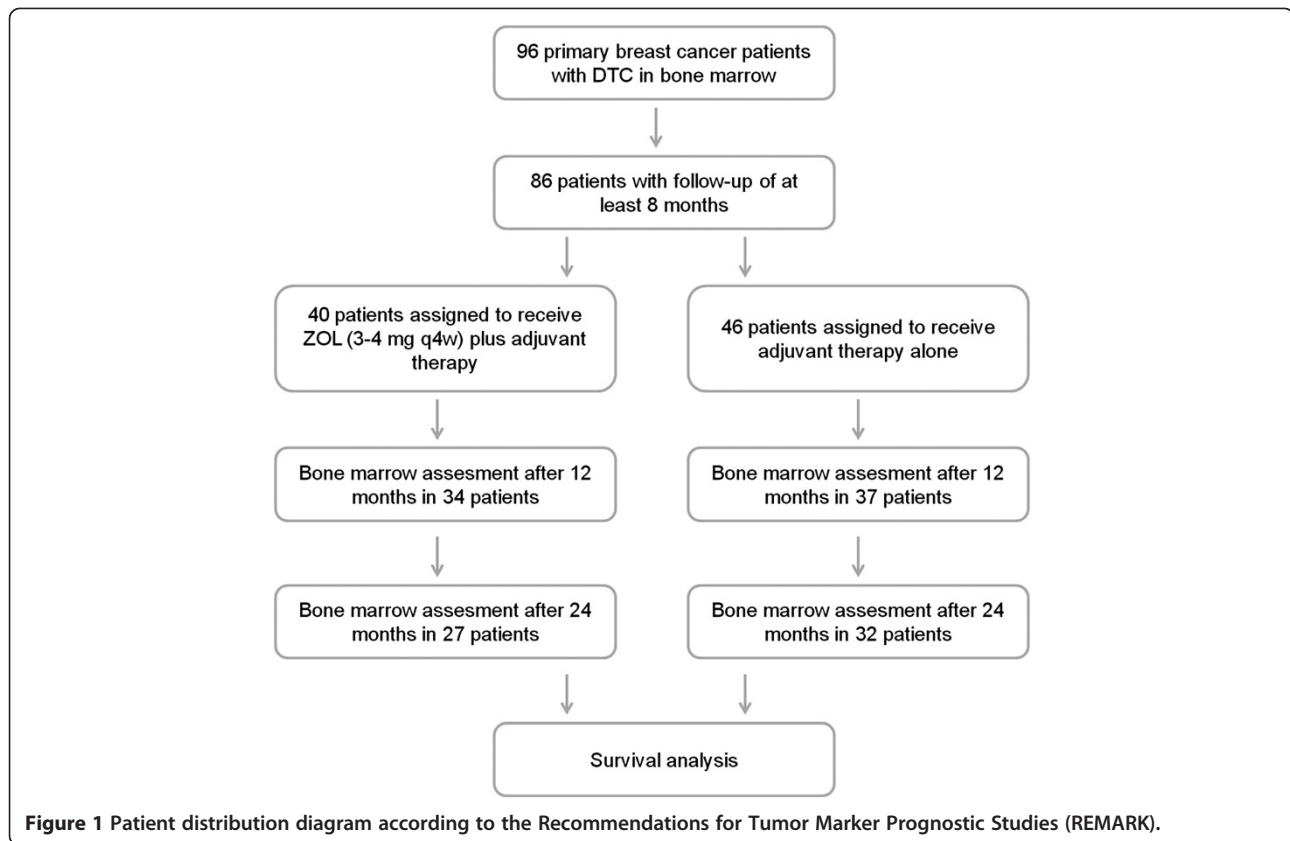 96 primary breast cancer patients
with DTC in bone marrow
86 patients with follow-up of at
least 8 months
40 patients assigned to receive
ZOL (3-4 mg q4w) plus adjuvant
therapy
46 patients assigned to receive
adjuvant therapy alone
Bone marrow assesment after 12
months in 34 patients
Bone marrow assesment after 12
months in 37 patients
Bone marrow assesment after 24
months in 27 patients
Bone marrow assesment after 24
months in 32 patients
Survival analysis
Figure 1 Patient distribution diagram according to the Recommendations for Tumor Marker Prognostic Studies (REMARK).